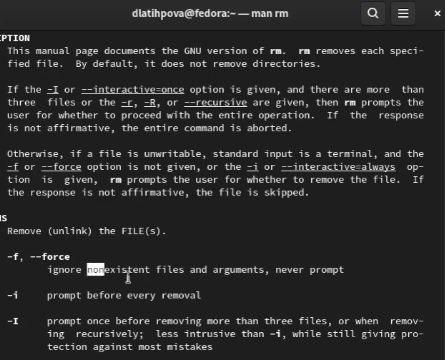 dlatihpova@fedora:~ — man rm
IPTION
This manual page documents the GNU version of rm. rm removes each speci-
fied file. By default, it does not remove directories.
If the -I or --interactive=once option is given, and there are more than
three files or the -r, -R, or --recursive are given, then rm prompts the
user for whether to proceed with the entire operation. If the response
is not affirmative, the entire command is aborted.
Otherwise, if a file is unwritable, standard input is a terminal, and the
-f or --force option is not given, or the -i or --interactive=always op-
tion is given, rm prompts the user for whether to remove the file. If
the response is not affirmative, the file is skipped.
NS
Remove (unlink) the FILE(s).
-f, --force
ignore nonexistent files and arguments, never prompt
-i prompt before every removal
-I prompt once before removing more than three files, or when remov-
ing recursively; less intrusive than -i, while still giving pro-
tection against most mistakes